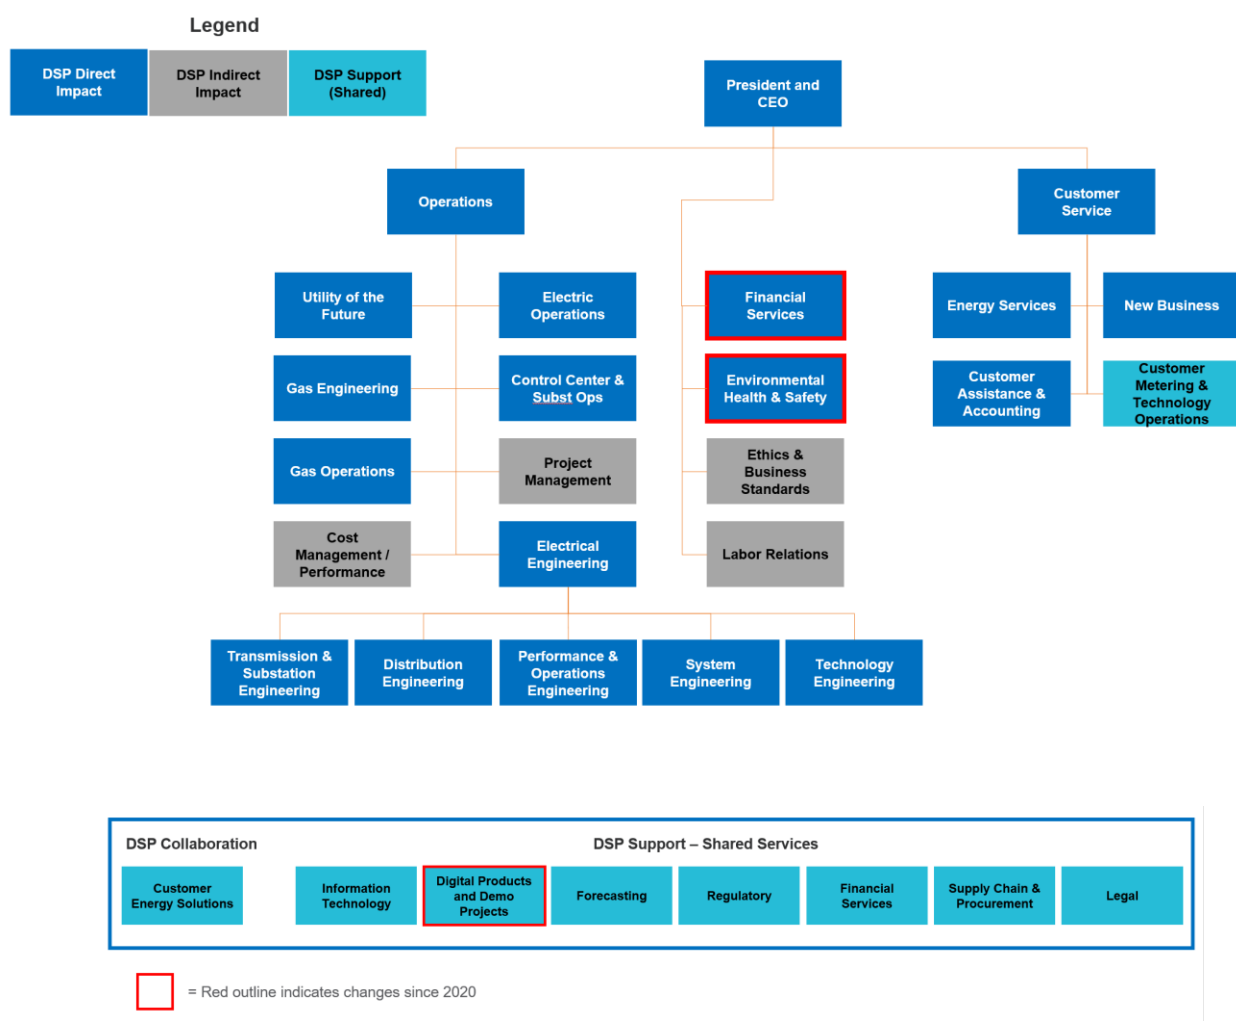 Legend
DSP Direct
Impact
DSP Indirect
Impact
DSP Support
(Shared)
President and
CEO
Operations
Customer
Service
Utility of the
Future
Electric
Operations
Financial
Services
Energy Services
New Business
Gas Engineering
Control Center &
Subst Ops
Environmental
Health & Safety
Customer
Assistance &
Accounting
Customer
Metering &
Technology
Operations
Gas Operations
Project
Management
Ethics &
Business
Standards
Cost
Management /
Performance
Electrical
Engineering
Labor Relations
Transmission &
Substation
Engineering
Distribution
Engineering
Performance &
Operations
Engineering
System
Engineering
Technology
Engineering
DSP Collaboration
DSP Support – Shared Services
Customer
Energy Solutions
Information
Technology
Digital Products
and Demo
Projects
Forecasting
Regulatory
Financial
Services
Supply Chain &
Procurement
Legal
= Red outline indicates changes since 2020